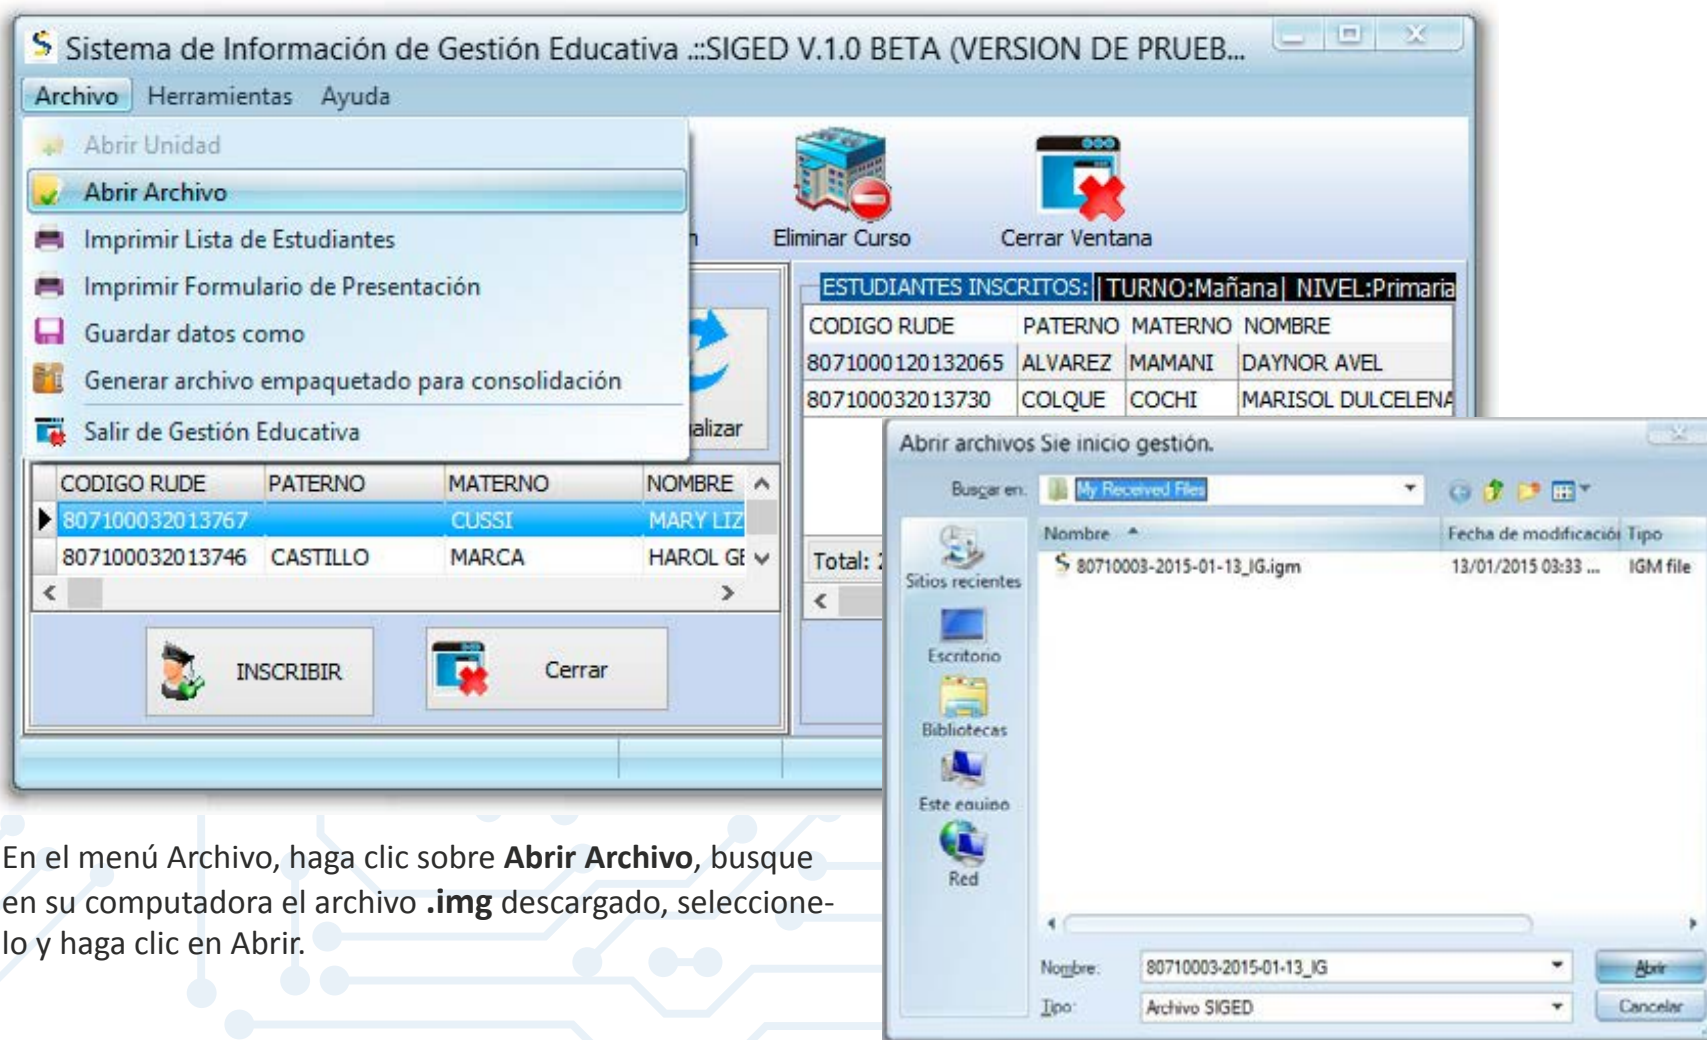 Sistema de Información de Gestión Educativa .::SIGED V.1.0 BETA (VERSION DE PRUEB...
Archivo Herramientas Ayuda
Abrir Unidad
Abrir Archivo
Imprimir Lista de Estudiantes
Imprimir Formulario de Presentación
Guardar datos como
Generar archivo empaquetado para consolidación
Salir de Gestión Educativa
Eliminar Curso Cerrar Ventana
ESTUDIANTES INSCRITOS: |TURNO:Mañana| NIVEL:Primaria
CODIGO RUDE PATERNO MATERNO NOMBRE
8071000120132065 ALVAREZ MAMANI DAYNOR AVEL
807100032013730 COLQUE COCHI MARISOL DULCELENA
alizar
CODIGO RUDE PATERNO MATERNO NOMBRE
807100032013767 CUSSI MARY LIZ
807100032013746 CASTILLO MARCA HAROL GE
Total:
INSCRIBIR Cerrar
Abrir archivos Sie inicio gestión.
Buscar en: My Received Files
Nombre Fecha de modificación Tipo
80710003-2015-01-13_IG.igm 13/01/2015 03:33 ... IGM file
Sitios recientes
Escritorio
Bibliotecas
Este equipo
Red
Nombre: 80710003-2015-01-13_IG Abrir
Tipo: Archivo SIGED Cancelar
En el menú Archivo, haga clic sobre Abrir Archivo, busque
en su computadora el archivo .img descargado, seleccione-
lo y haga clic en Abrir.